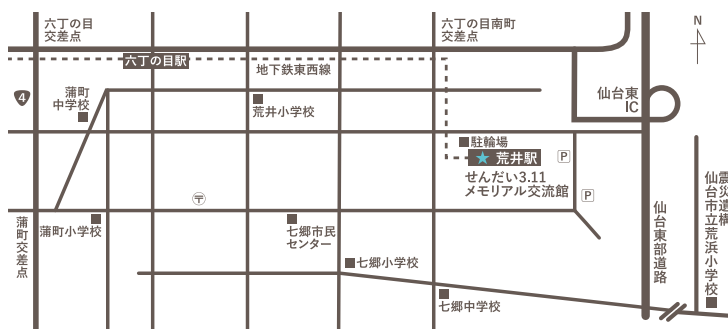 六丁の目
交差点
六丁の目南町
交差点
N
六丁の目駅
地下鉄東西線
4
蒲町
中学校
荒井小学校
仙台東
IC
駐輪場
荒井駅
P
せんだい3.11
メモリアル交流館
P
〒
蒲町小学校
蒲町交差点
七郷市民
センター
七郷小学校
七郷中学校
仙台東部道路
震災遺構
仙台市立荒浜小学校